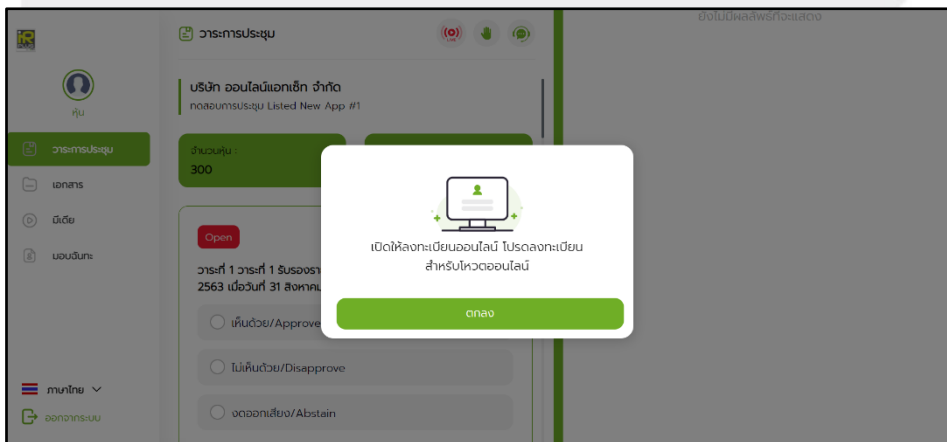 ยังไม่มีผลลัพธ์ที่จะแสดง
วาระการประชุม
LIVE
บริษัท ออนไลน์แอทเซ็ท จำกัด
ทดสอบการประชุม Listed New App #1
หุ้น
วาระการประชุม
เอกสาร
มีเดีย
มอบฉันทะ
ภาษาไทย
ออกจากระบบ
จำนวนหุ้น :
300
Open
วาระที่ 1 วาระที่ 1 รับรองรา
2563 เมื่อวันที่ 31 สิงหาค
เห็นด้วย/Approve
ไม่เห็นด้วย/Disapprove
งดออกเสียง/Abstain
เปิดให้ลงทะเบียนออนไลน์ โปรดลงทะเบียน
สำหรับโหวตออนไลน์
ตกลง